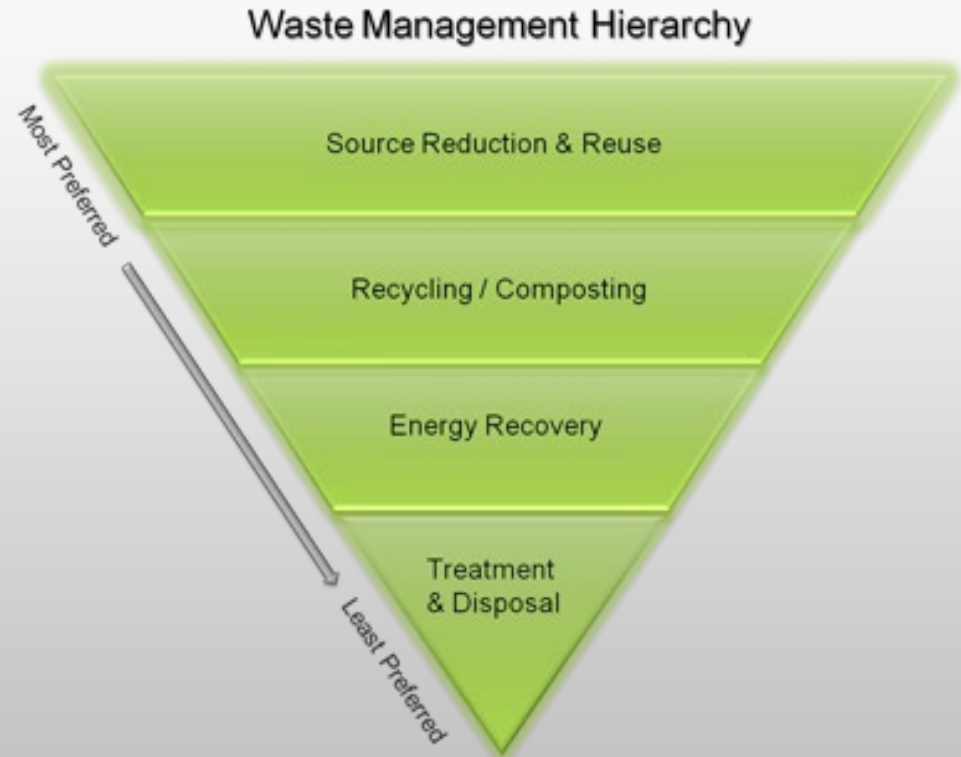 Waste Management Hierarchy
Most Preferred
Source Reduction & Reuse
Recycling / Composting
Energy Recovery
Treatment
& Disposal
Least Preferred